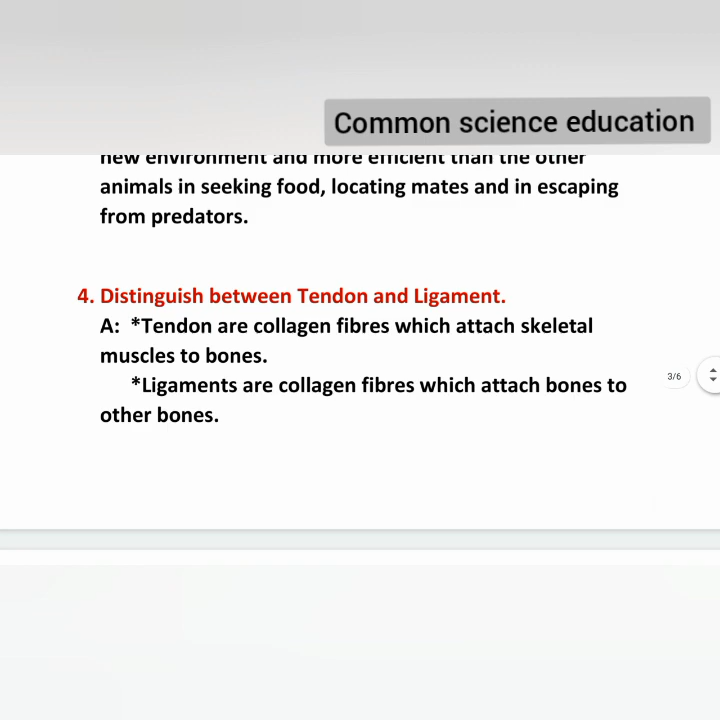 Common science education
new environment and more efficient than the other
animals in seeking food, locating mates and in escaping
from predators.
4. Distinguish between Tendon and Ligament.
A: *Tendon are collagen fibres which attach skeletal
muscles to bones.
3/6
*Ligaments are collagen fibres which attach bones to
other bones.